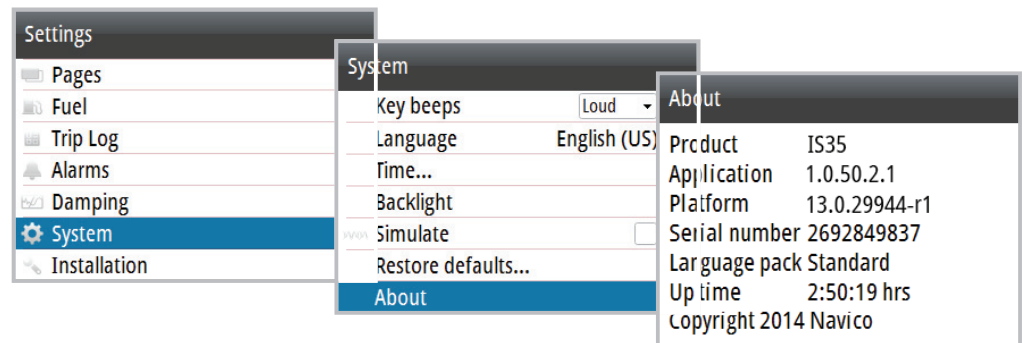 Settings
Pages
Fuel
Trip Log
Alarms
Damping
System
Installation
System
Key beeps Loud
Language English (US)
Time...
Backlight
Simulate
Restore defaults...
About
About
Product IS35
Application 1.0.50.2.1
Platform 13.0.29944-r1
Serial number 2692849837
Language pack Standard
Up time 2:50:19 hrs
Copyright 2014 Navico